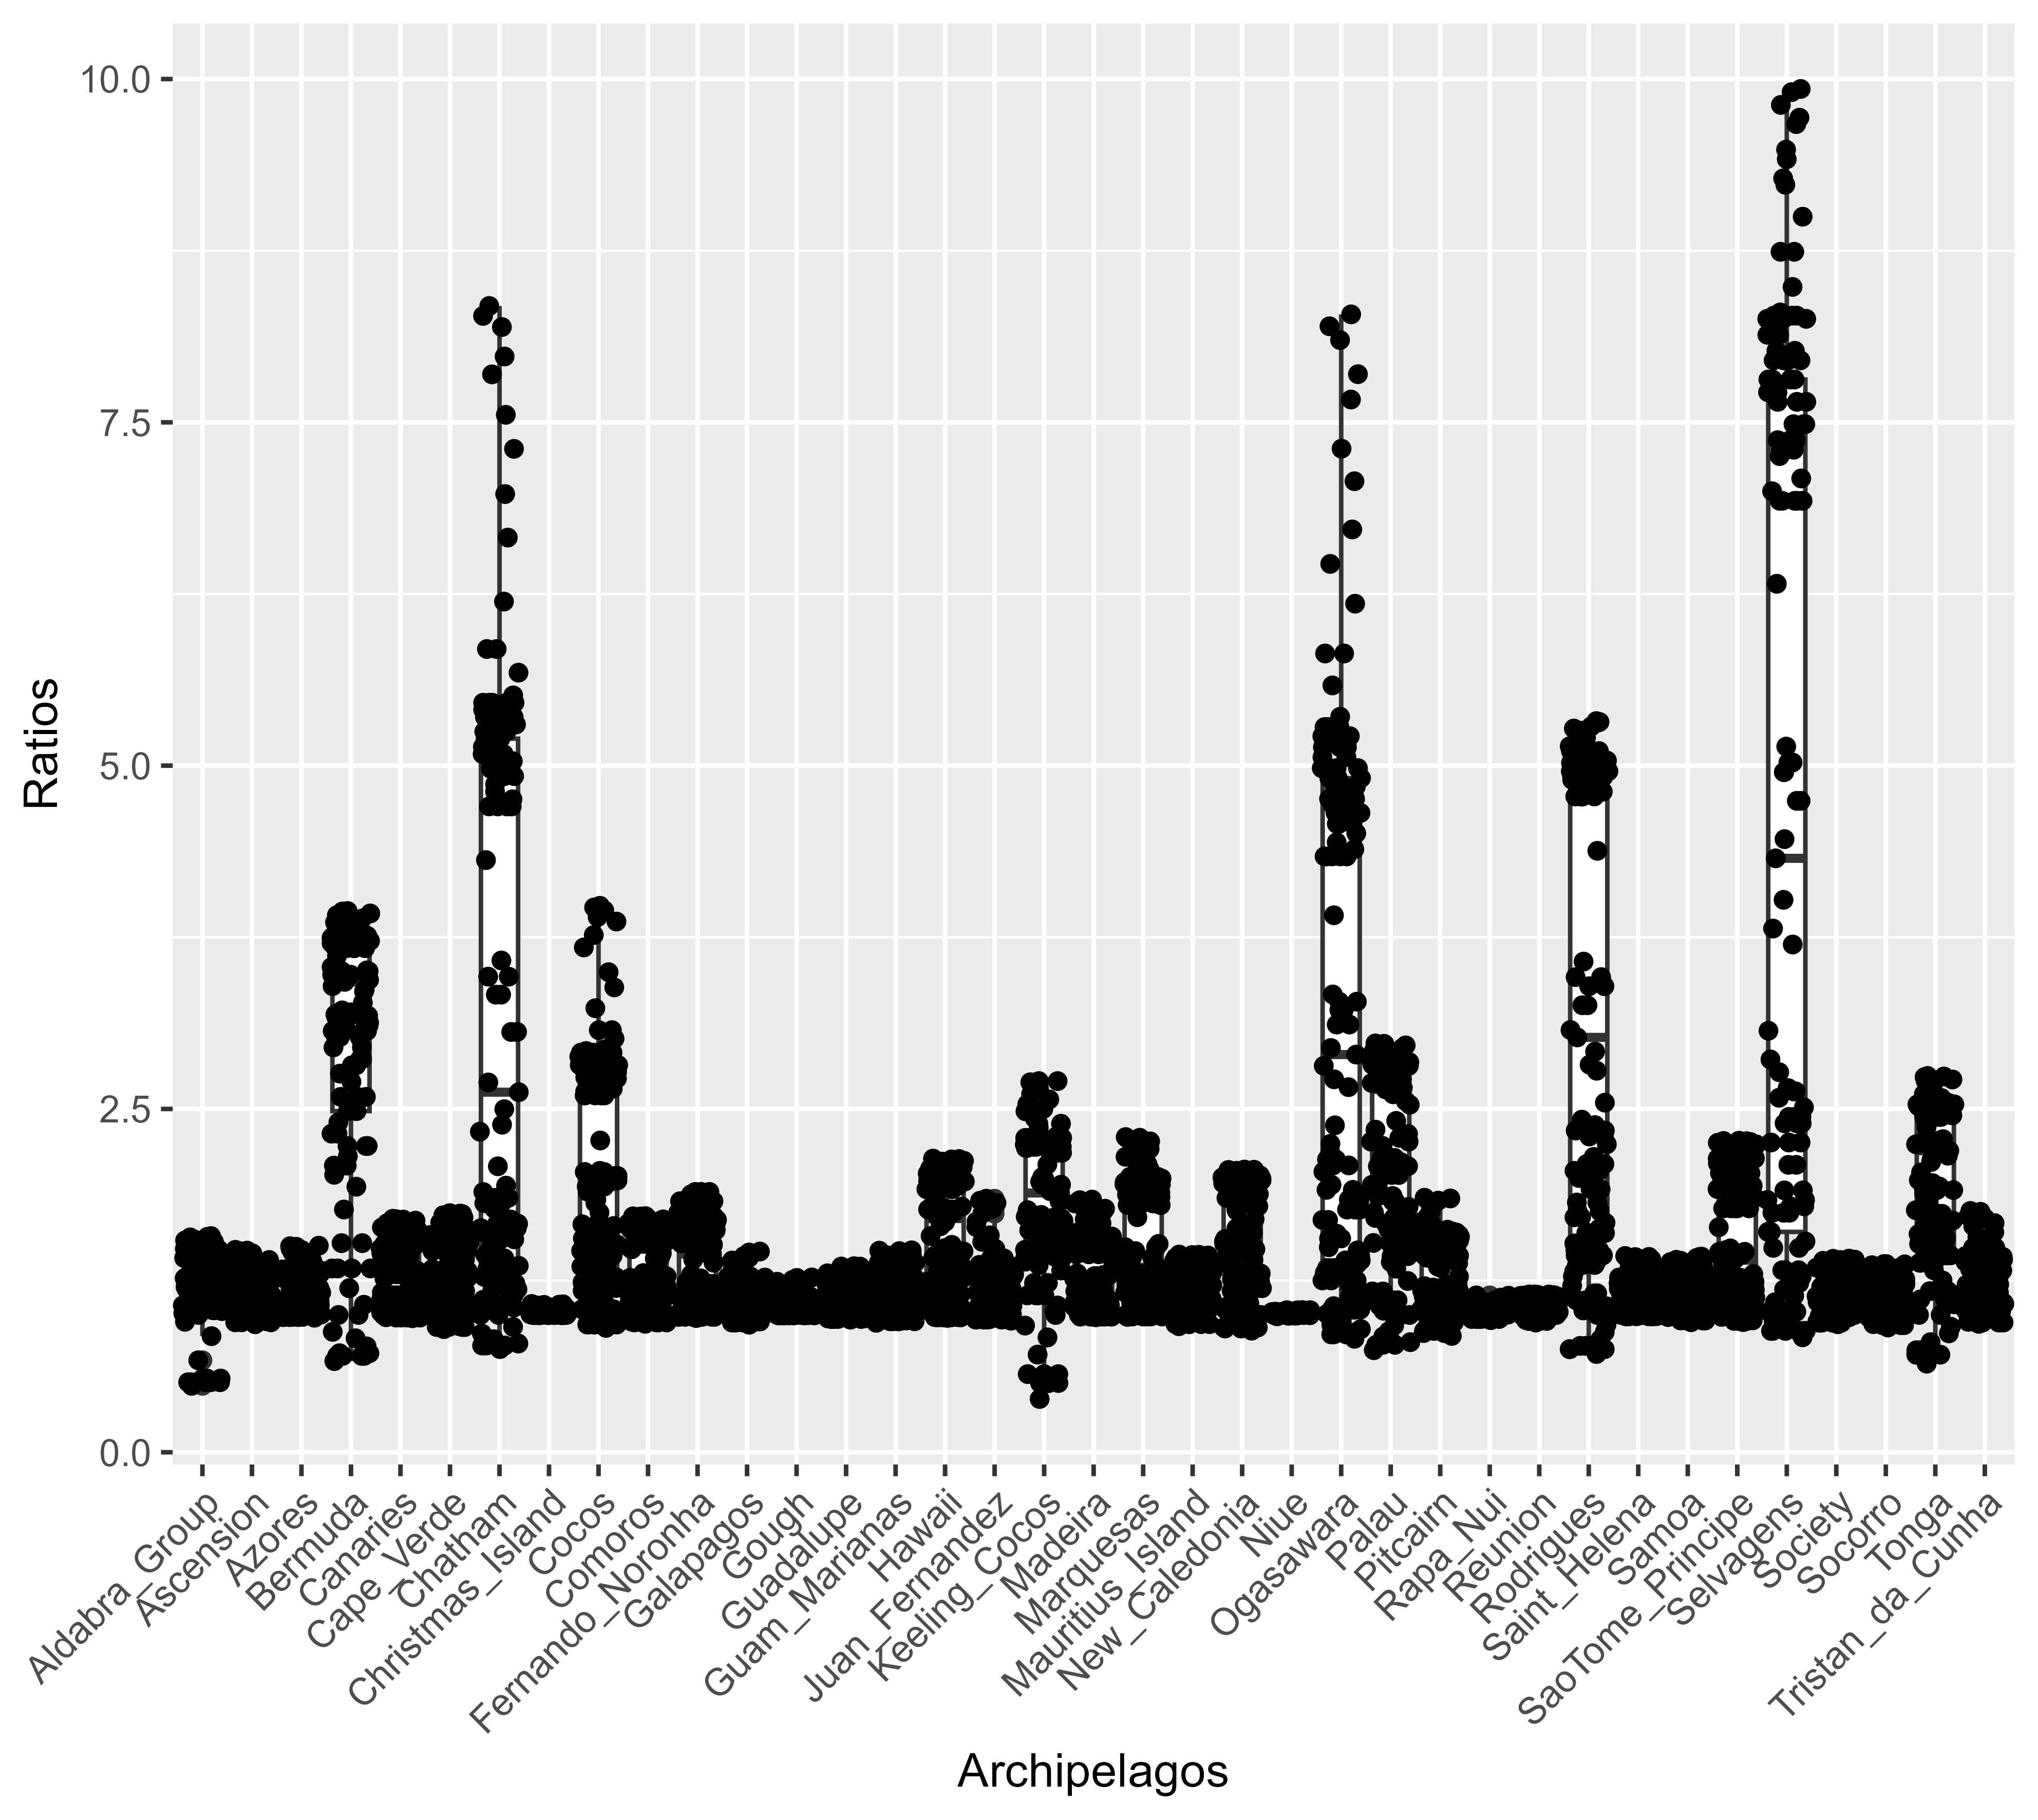 10.0
7.5
5.0
2.5
0.0
Ratios
Aldabra_Group
Ascension
Azores
Bermuda
Canaries
Cape_Verde
Chatham
Christmas_Island
Cocos
Comoros
Fernando_Noronha
Galapagos
Gough
Guadalupe
Guam_Marianas
Hawaii
Juan_Fernandez
Keeling_Cocos
Madeira
Marquesas
Mauritius_Island
New_Caledonia
Niue
Ogasawara
Palau
Pitcairn
Rapa_Nui
Reunion
Rodrigues
Saint_Helena
Samoa
SaoTome_Principe
Selvagens
Society
Socorro
Tonga
Tristan_da_Cunha
Archipelagos